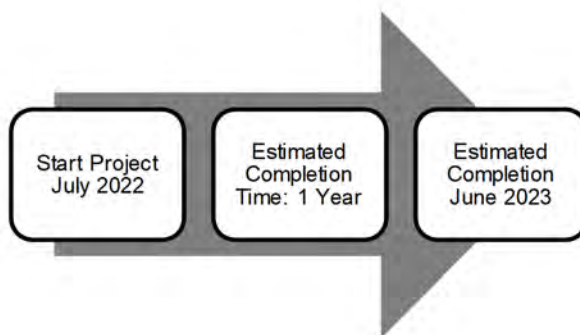 Start Project
July 2022
Estimated
Completion
Time: 1 Year
Estimated
Completion
June 2023